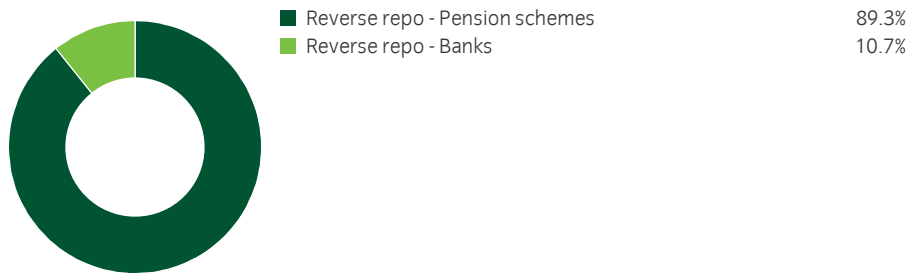 Reverse repo - Pension schemes 89.3%
Reverse repo - Banks 10.7%